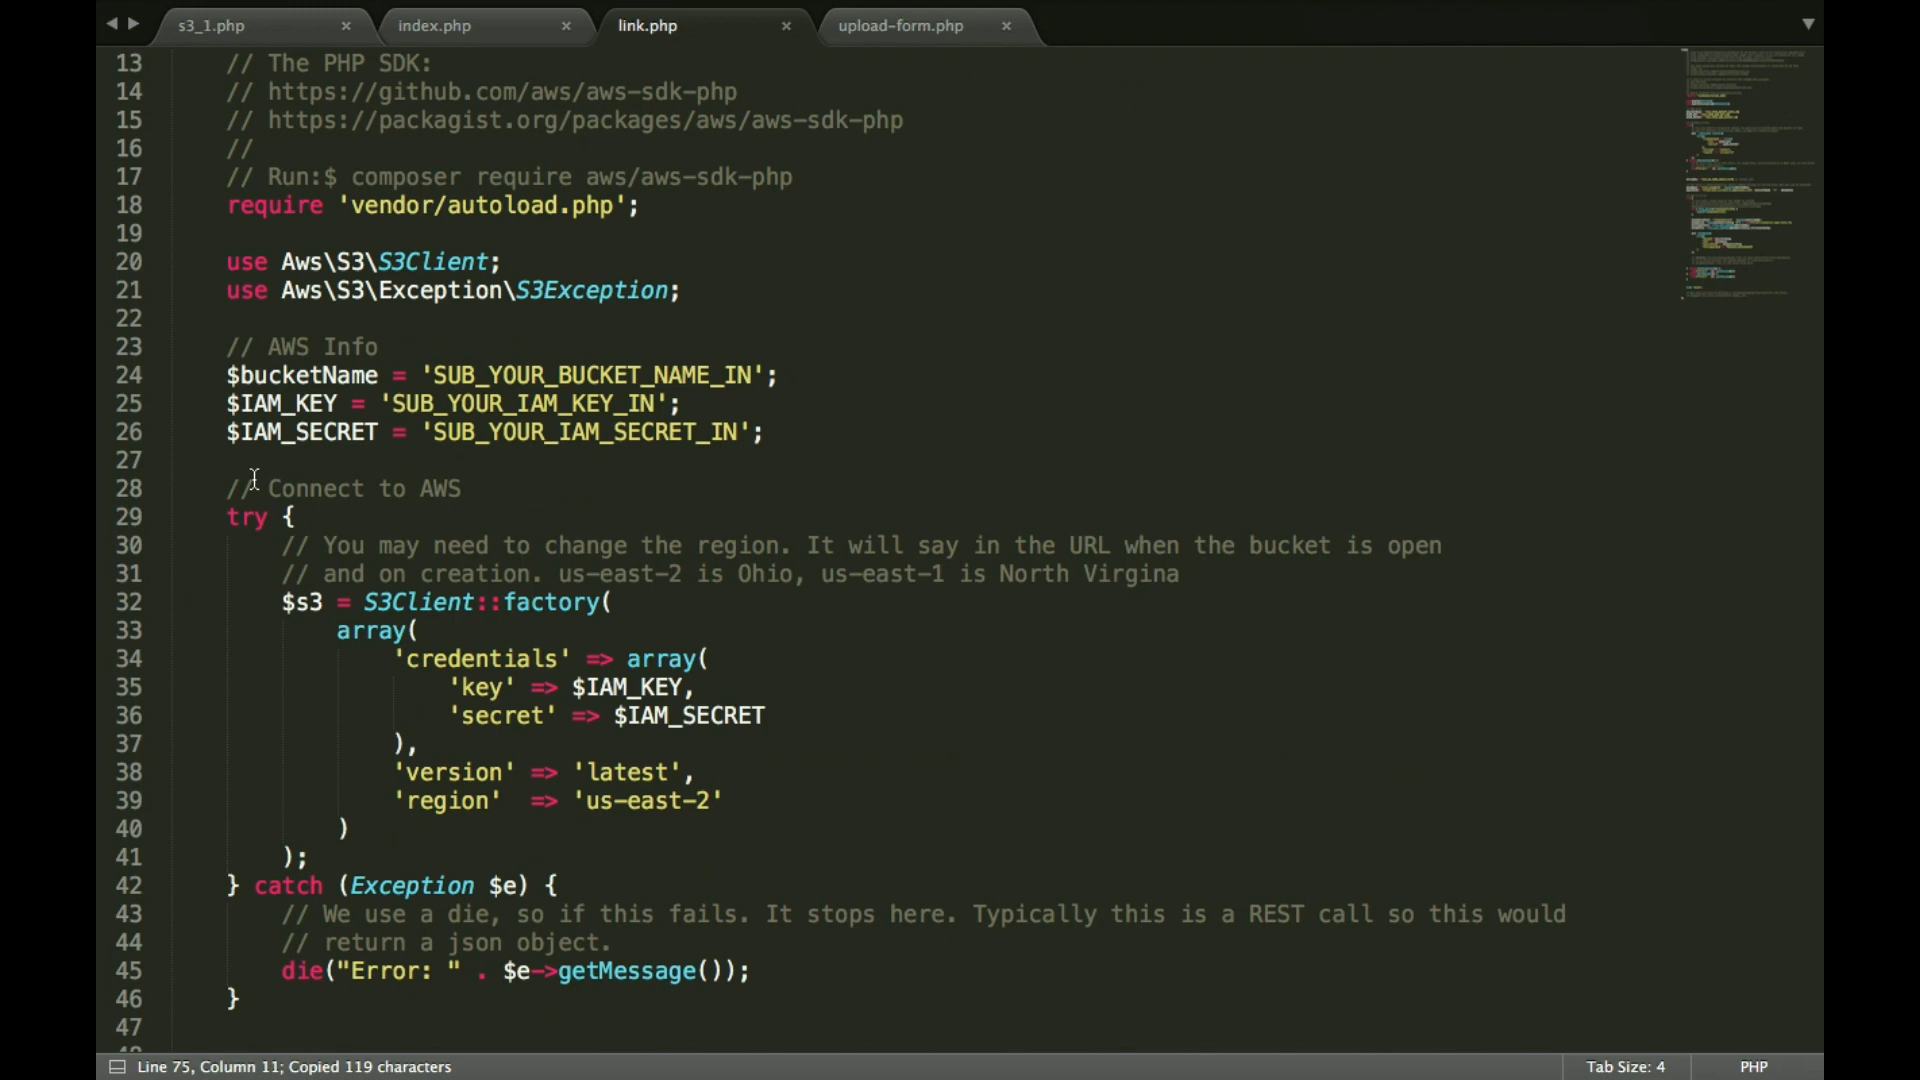 s3_1.php × index.php × link.php × upload-form.php ×
13 // The PHP SDK:
14 // https://github.com/aws/aws-sdk-php
15 // https://packagist.org/packages/aws/aws-sdk-php
16 //
17 // Run:$ composer require aws/aws-sdk-php
18 require 'vendor/autoload.php';
19
20 use Aws\S3\S3Client;
21 use Aws\S3\Exception\S3Exception;
22
23 // AWS Info
24 $bucketName = 'SUB_YOUR_BUCKET_NAME_IN';
25 $IAM_KEY = 'SUB_YOUR_IAM_KEY_IN';
26 $IAM_SECRET = 'SUB_YOUR_IAM_SECRET_IN';
27
28 // Connect to AWS
29 try {
30 // You may need to change the region. It will say in the URL when the bucket is open
31 // and on creation. us-east-2 is Ohio, us-east-1 is North Virgina
32 $s3 = S3Client::factory(
33 array(
34 'credentials' => array(
35 'key' => $IAM_KEY,
36 'secret' => $IAM_SECRET
37 ),
38 'version' => 'latest',
39 'region'  => 'us-east-2'
40 )
41 );
42 } catch (Exception $e) {
43 // We use a die, so if this fails. It stops here. Typically this is a REST call so this would
44 // return a json object.
45 die("Error: " . $e->getMessage());
46 }
47
Line 75, Column 11; Copied 119 characters Tab Size: 4 PHP